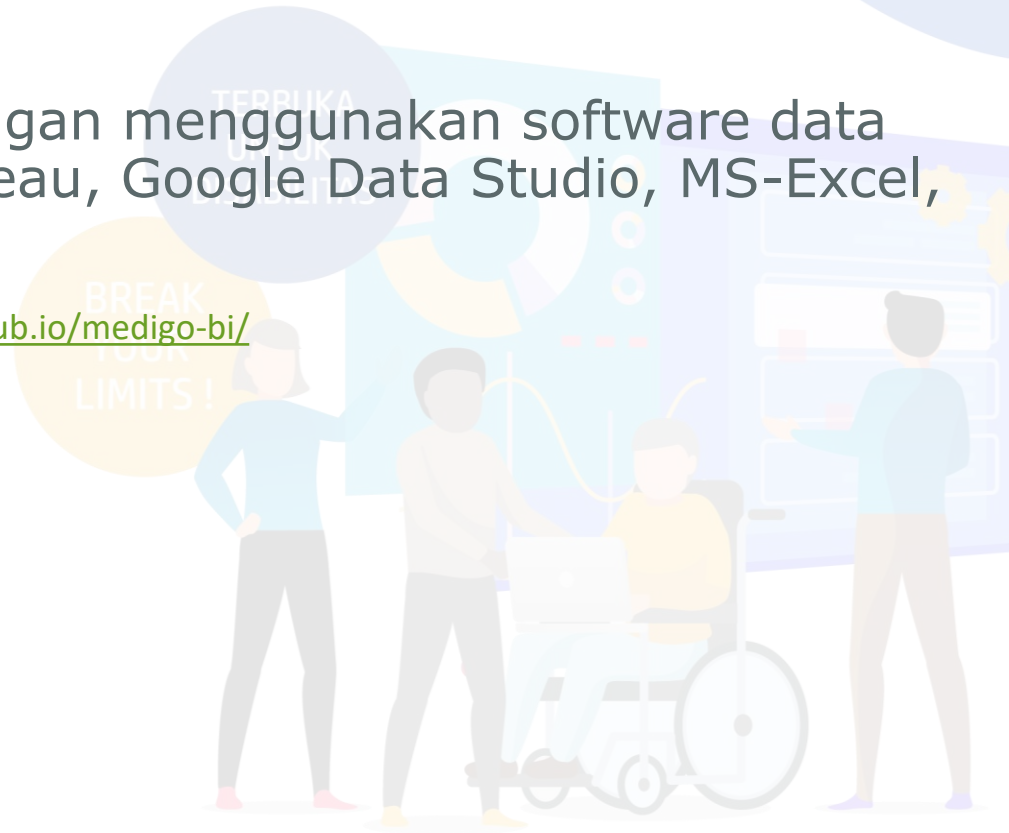 gan menggunakan software data
eau, Google Data Studio, MS-Excel,
ub.io/medigo-bi/
TERBUKA
UNTUK
DISABILITAS
BREAK
YOUR
LIMITS !